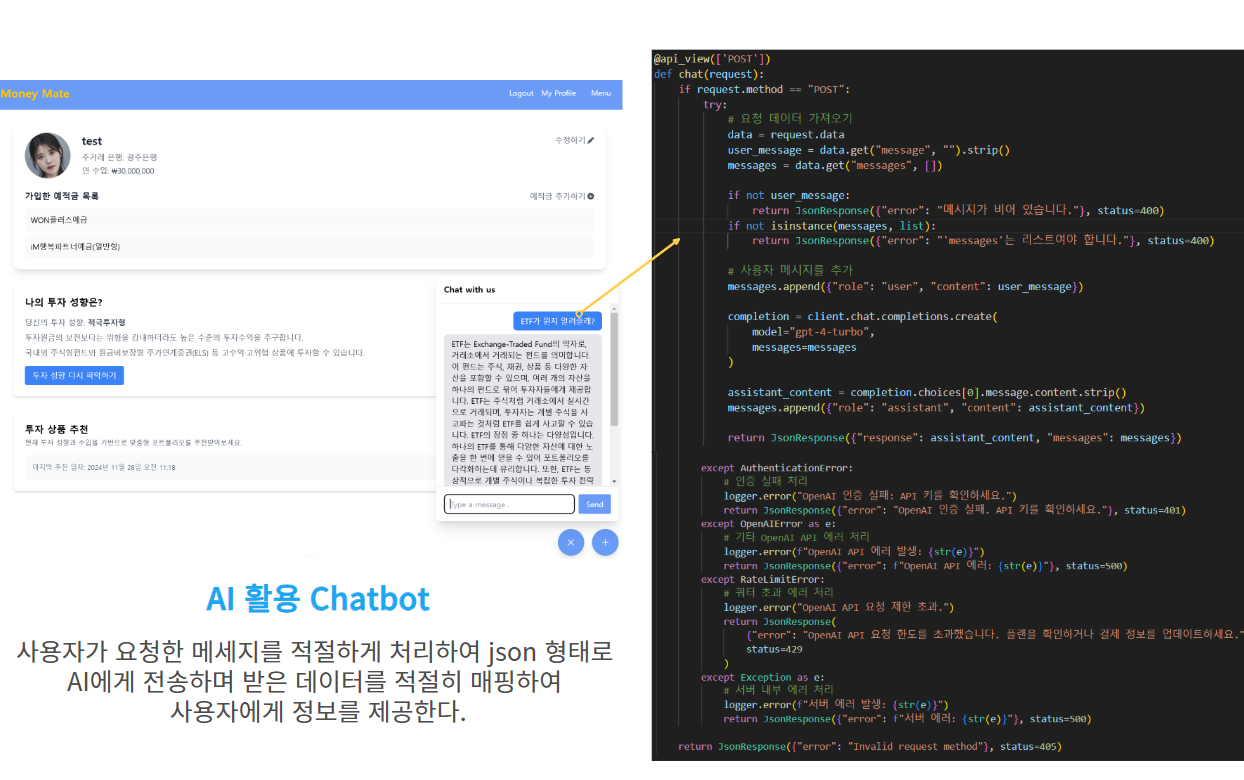 Money Mate
Logout My Profile Menu
test
주거래 은행: 광주은행
연 수입: ₩30,000,000
수정하기
가입한 예적금 목록
예적금 추가하기
WON플러스예금
iM행복파트너예금(일반형)
나의 투자 성향은?
당신의 투자 성향: 적극투자형
투자원금의 보전보다는 위험을 감내하더라도 높은 수준의 투자수익을 추구합니다.
국내외 주식형펀드와 원금비보장형 주가연계증권(ELS) 등 고수익·고위험 상품에 투자할 수 있습니다.
투자 성향 다시 파악하기
투자 상품 추천
현재 투자 성향과 수입을 기반으로 맞춤형 포트폴리오를 추천받아보세요.
마지막 추천 일자: 2024년 11월 26일 오전 11:18
Chat with us
ETF가 뭔지 알려줄래?
ETF는 Exchange-Traded Fund의 약자로,
거래소에서 거래되는 펀드를 의미합니다.
이 펀드는 주식, 채권, 상품 등 다양한 자
산을 포함할 수 있으며, 여러 개의 자산을
하나의 펀드로 묶어 투자자들에게 제공합
니다. ETF는 주식처럼 거래소에서 실시간
으로 거래되며, 투자자는 개별 주식을 사
고파는 것처럼 ETF를 쉽게 사고팔 수 있습
니다. ETF의 장점 중 하나는 다양성입니다.
하나의 ETF를 통해 다양한 자산에 대한 노
출을 한 번에 얻을 수 있어 포트폴리오를
다각화하는데 유리합니다. 또한, ETF는 통
상적으로 개별 주식이나 복잡한 투자 전략
Type a message...
Send
AI 활용 Chatbot
사용자가 요청한 메세지를 적절하게 처리하여 json 형태로
AI에게 전송하며 받은 데이터를 적절히 매핑하여
사용자에게 정보를 제공한다.
@api_view(['POST'])
def chat(request):
if request.method == "POST":
try:
# 요청 데이터 가져오기
data = request.data
user_message = data.get("message", "").strip()
messages = data.get("messages", [])
if not user_message:
return JsonResponse({"error": "메시지가 비어 있습니다."}, status=400)
if not isinstance(messages, list):
return JsonResponse({"error": "'messages'는 리스트여야 합니다."}, status=400)
# 사용자 메시지를 추가
messages.append({"role": "user", "content": user_message})
completion = client.chat.completions.create(
model="gpt-4-turbo",
messages=messages
)
assistant_content = completion.choices[0].message.content.strip()
messages.append({"role": "assistant", "content": assistant_content})
return JsonResponse({"response": assistant_content, "messages": messages})
except AuthenticationError:
# 인증 실패 처리
logger.error("OpenAI 인증 실패: API 키를 확인하세요.")
return JsonResponse({"error": "OpenAI 인증 실패. API 키를 확인하세요."}, status=401)
except OpenAIError as e:
# 기타 OpenAI API 에러 처리
logger.error(f"OpenAI API 에러 발생: {str(e)}")
return JsonResponse({"error": f"OpenAI API 에러: {str(e)}"}, status=500)
except RateLimitError:
# 쿼터 초과 에러 처리
logger.error("OpenAI API 요청 제한 초과.")
return JsonResponse(
{"error": "OpenAI API 요청 한도를 초과했습니다. 플랜을 확인하거나 결제 정보를 업데이트하세요."
status=429
)
except Exception as e:
# 서버 내부 에러 처리
logger.error(f"서버 에러 발생: {str(e)}")
return JsonResponse({"error": f"서버 에러: {str(e)}"}, status=500)
return JsonResponse({"error": "Invalid request method"}, status=405)